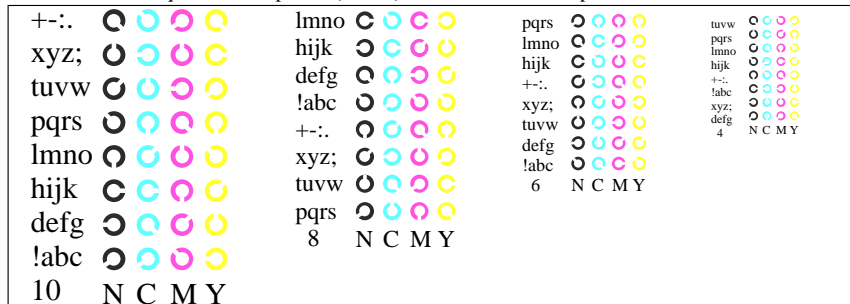 +-:.
xyz;
tuvw
pqrs
lmno
hijk
defg
!abc
10 N C M Y
lmno
hijk
defg
!abc
+-:.
xyz;
tuvw
pqrs
8 N C M Y
pqrs
lmno
hijk
+-:.
xyz;
tuvw
defg
!abc
6 N C M Y
tuvw
pqrs
lmno
hijk
+-:.
!abc
xyz;
defg
4 N C M Y